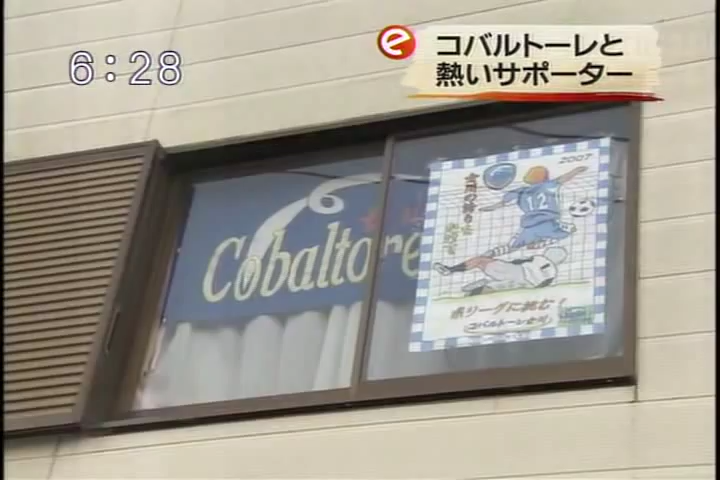 6:28
e コバルトーレと
熱いサポーター
Cobaltore
2007
12
県リーグに挑む!
コバルトーレ女川